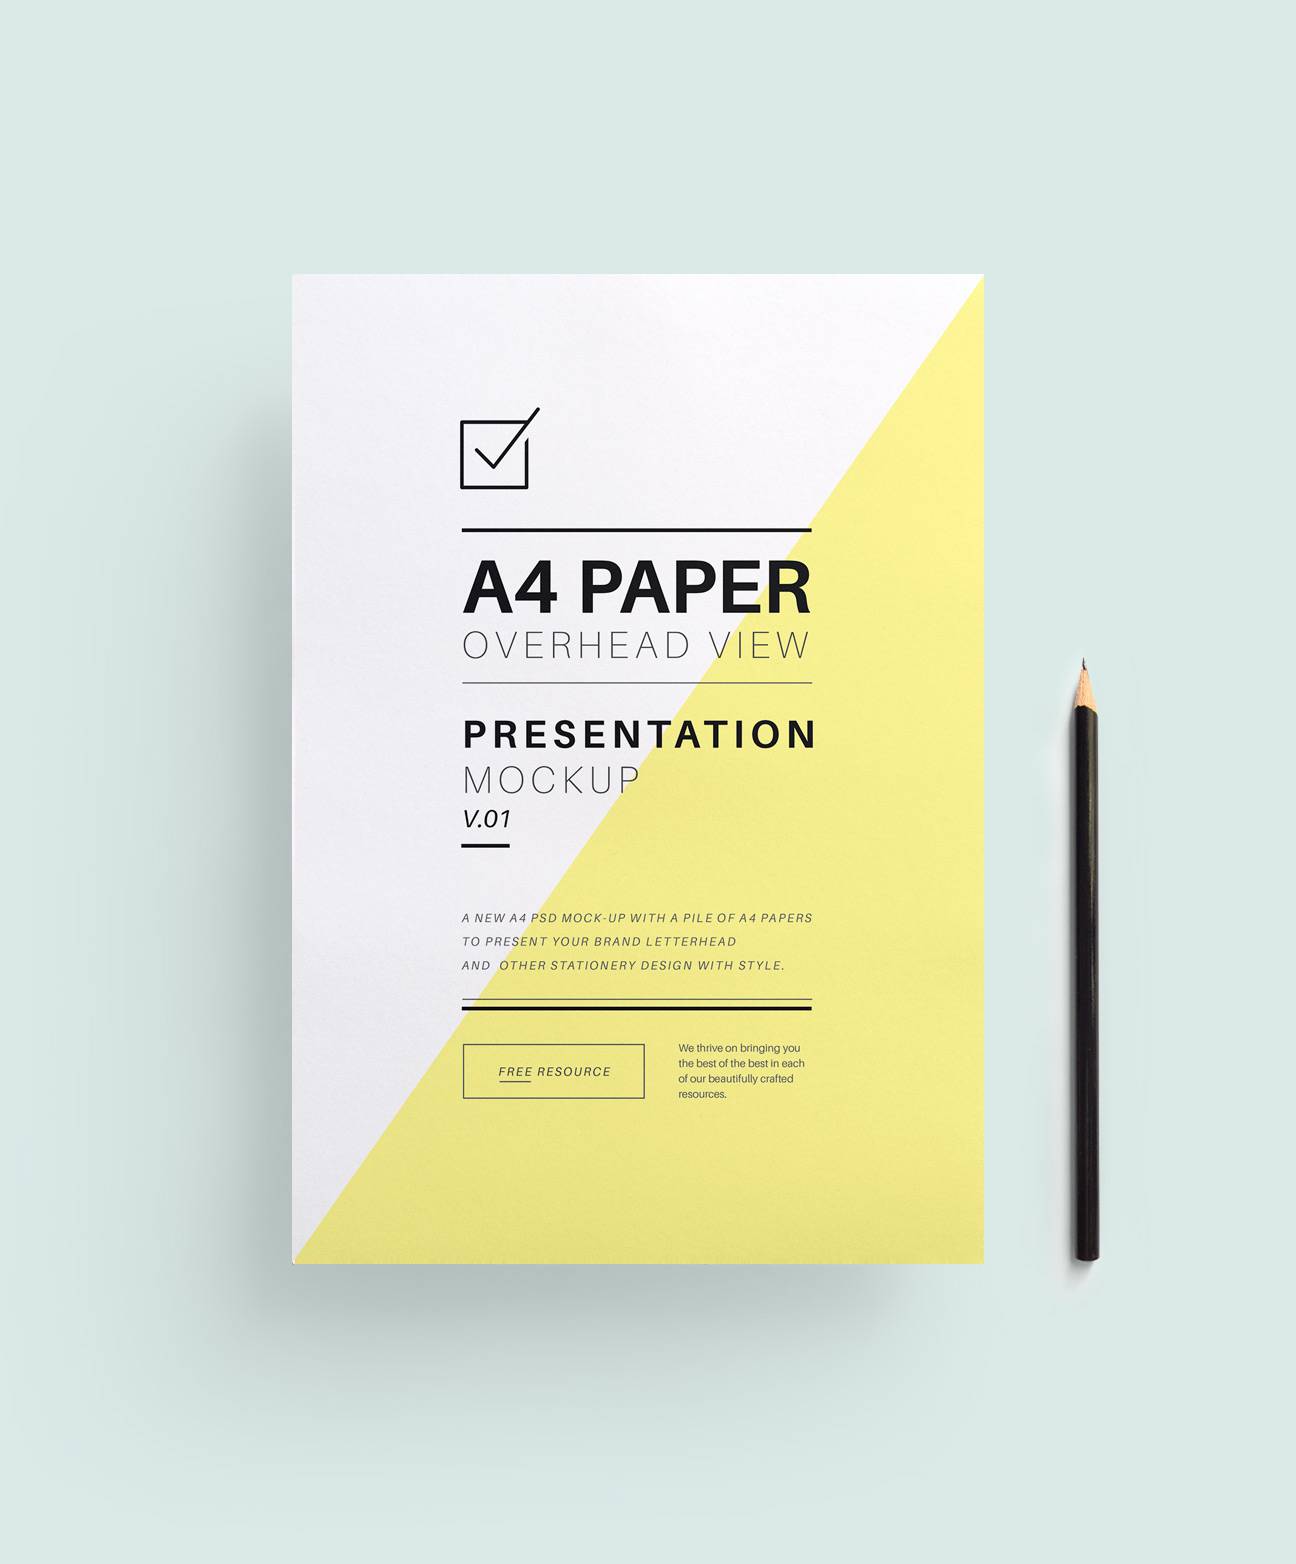 A4 PAPER
OVERHEAD VIEW
PRESENTATION
MOCKUP
V.01
A NEW A4 PSD MOCK-UP WITH A PILE OF A4 PAPERS
TO PRESENT YOUR BRAND LETTERHEAD
AND OTHER STATIONERY DESIGN WITH STYLE.
FREE RESOURCE
We thrive on bringing you
the best of the best in each
of our beautifully crafted
resources.